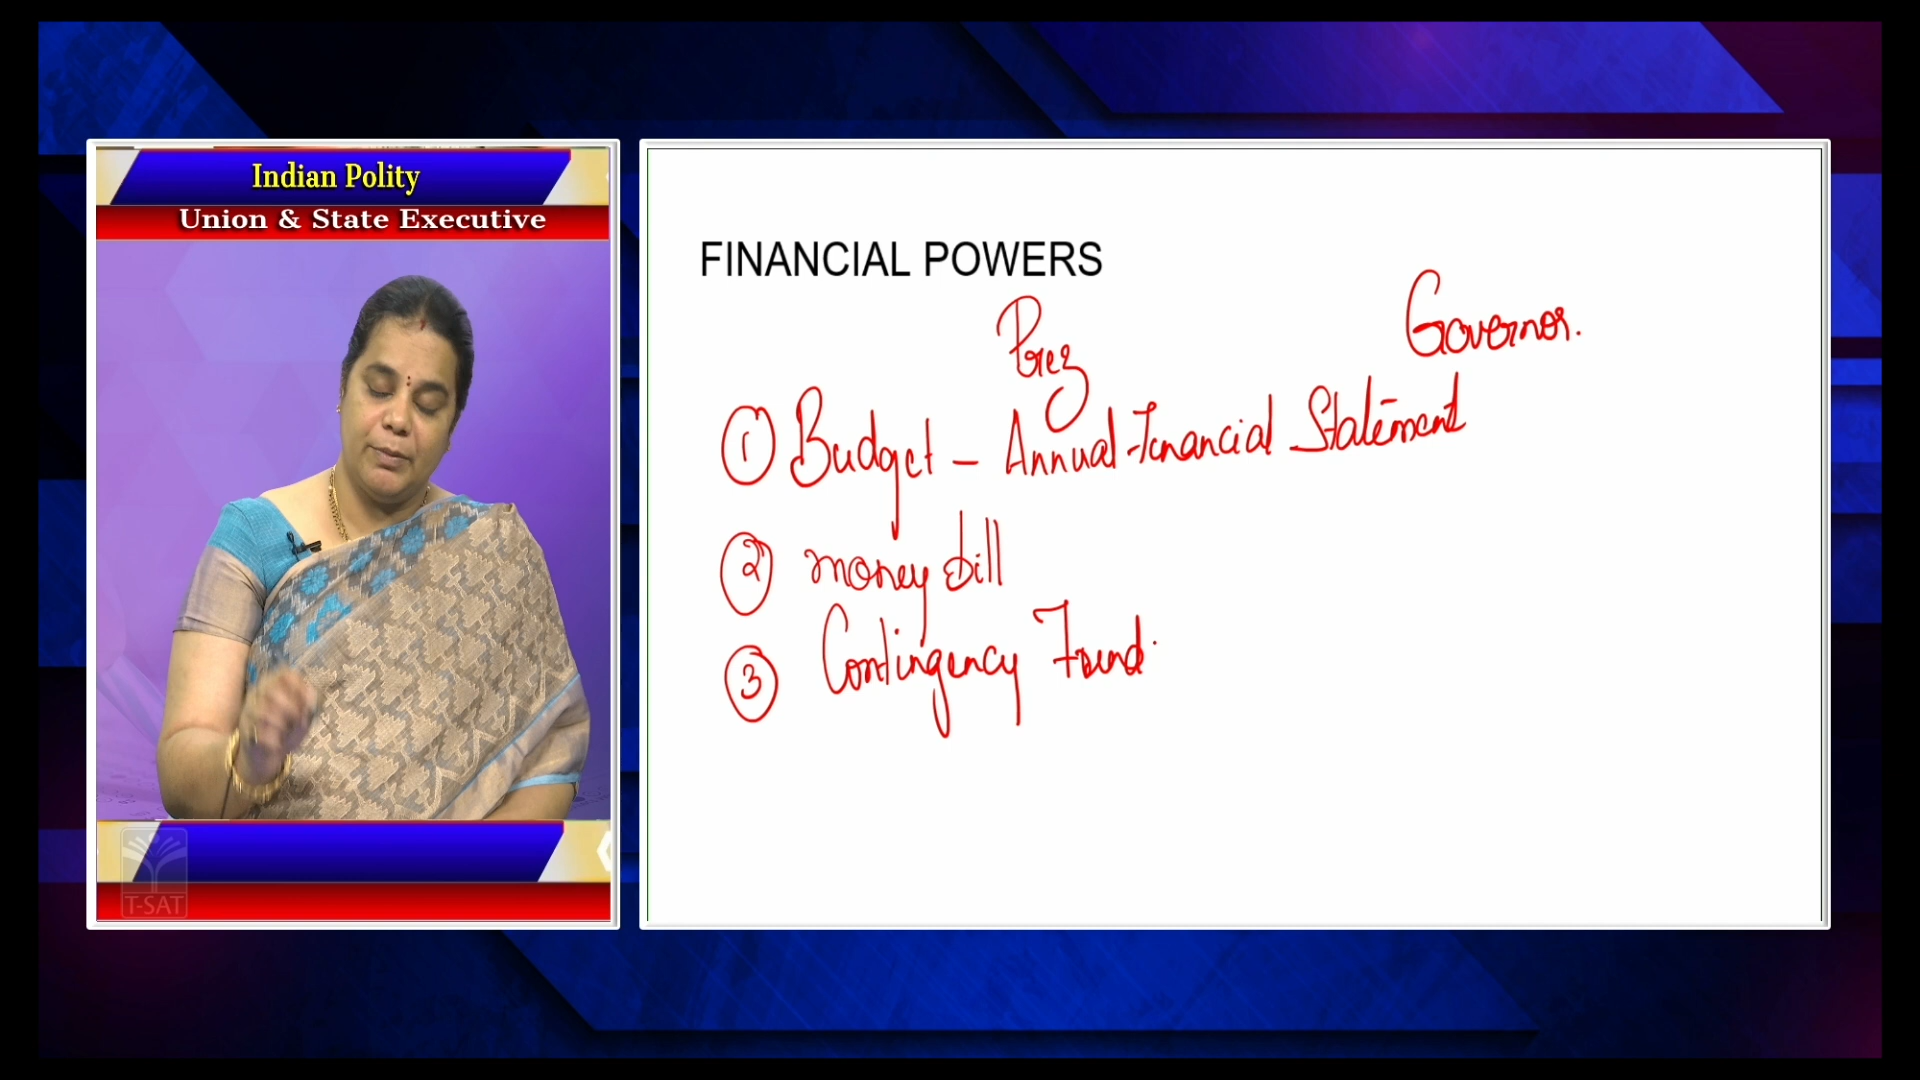 Indian Polity
Union & State Executive
T-SAT
FINANCIAL POWERS
Prez Governor.
① Budget - Annual Financial Statement
② money bill
③ Contingency Fund.